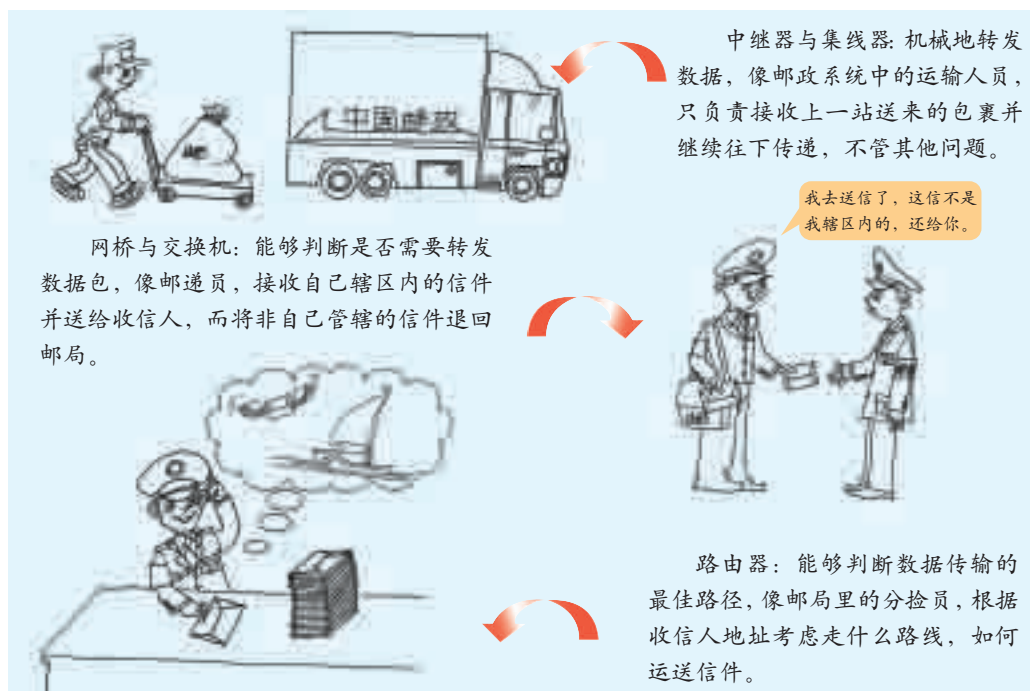 中继器与集线器：机械地转发
数据，像邮政系统中的运输人员，
只负责接收上一站送来的包裹并
继续往下传递，不管其他问题。
中国邮政
我去送信了，这信不是
我辖区内的，还给你。
网桥与交换机：能够判断是否需要转发
数据包，像邮递员，接收自己辖区内的信件
并送给收信人，而将非自己管辖的信件退回
邮局。
路由器：能够判断数据传输的
最佳路径，像邮局里的分捡员，根据
收信人地址考虑走什么路线，如何
运送信件。